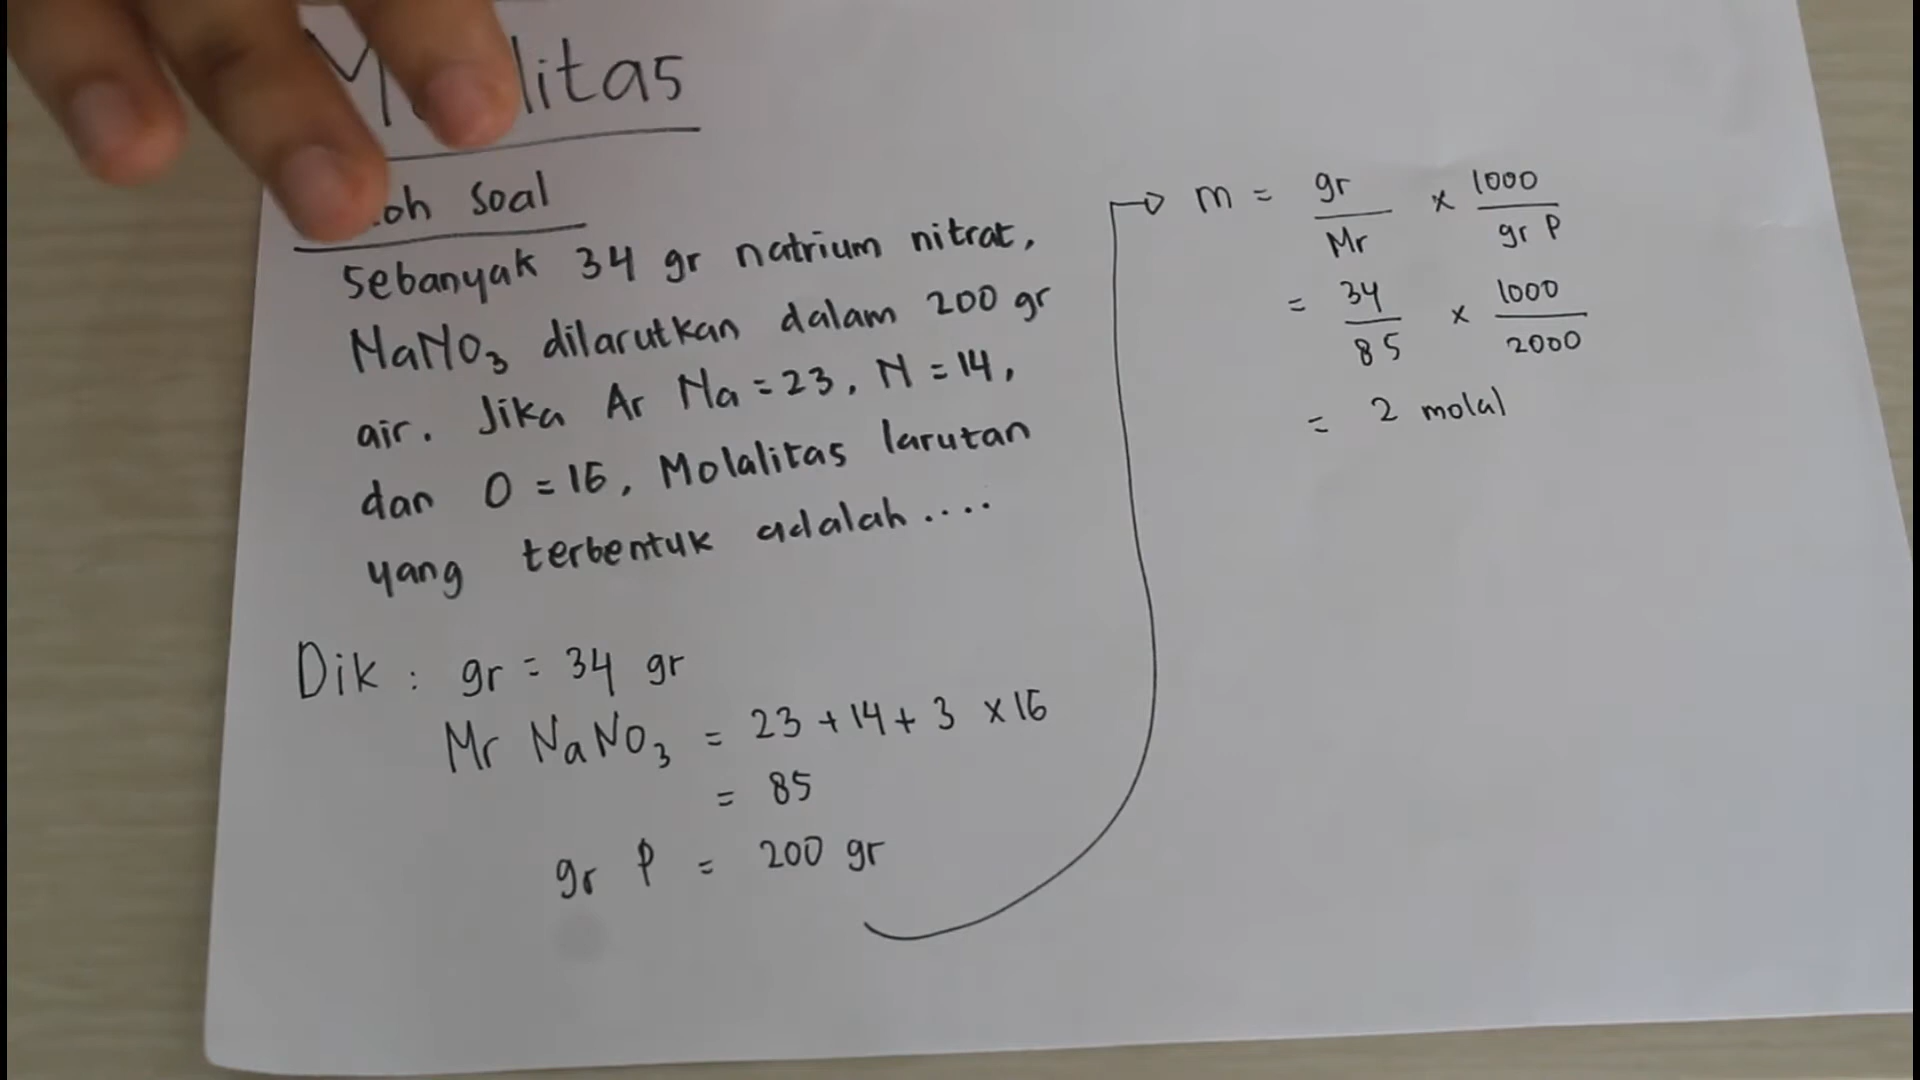 litas
soal
Sebanyak 34 gr natrium nitrat,
NaNO₃ dilarutkan dalam 200 gr
air. Jika Ar Na = 23, N = 14,
dan O = 16, Molalitas larutan
yang terbentuk adalah ....
Dik : gr = 34 gr
Mr NaNO₃ = 23 + 14 + 3 × 16
= 85
gr P = 200 gr
m = gr/Mr × 1000/gr P
= 34/85 × 1000/2000
= 2 molal